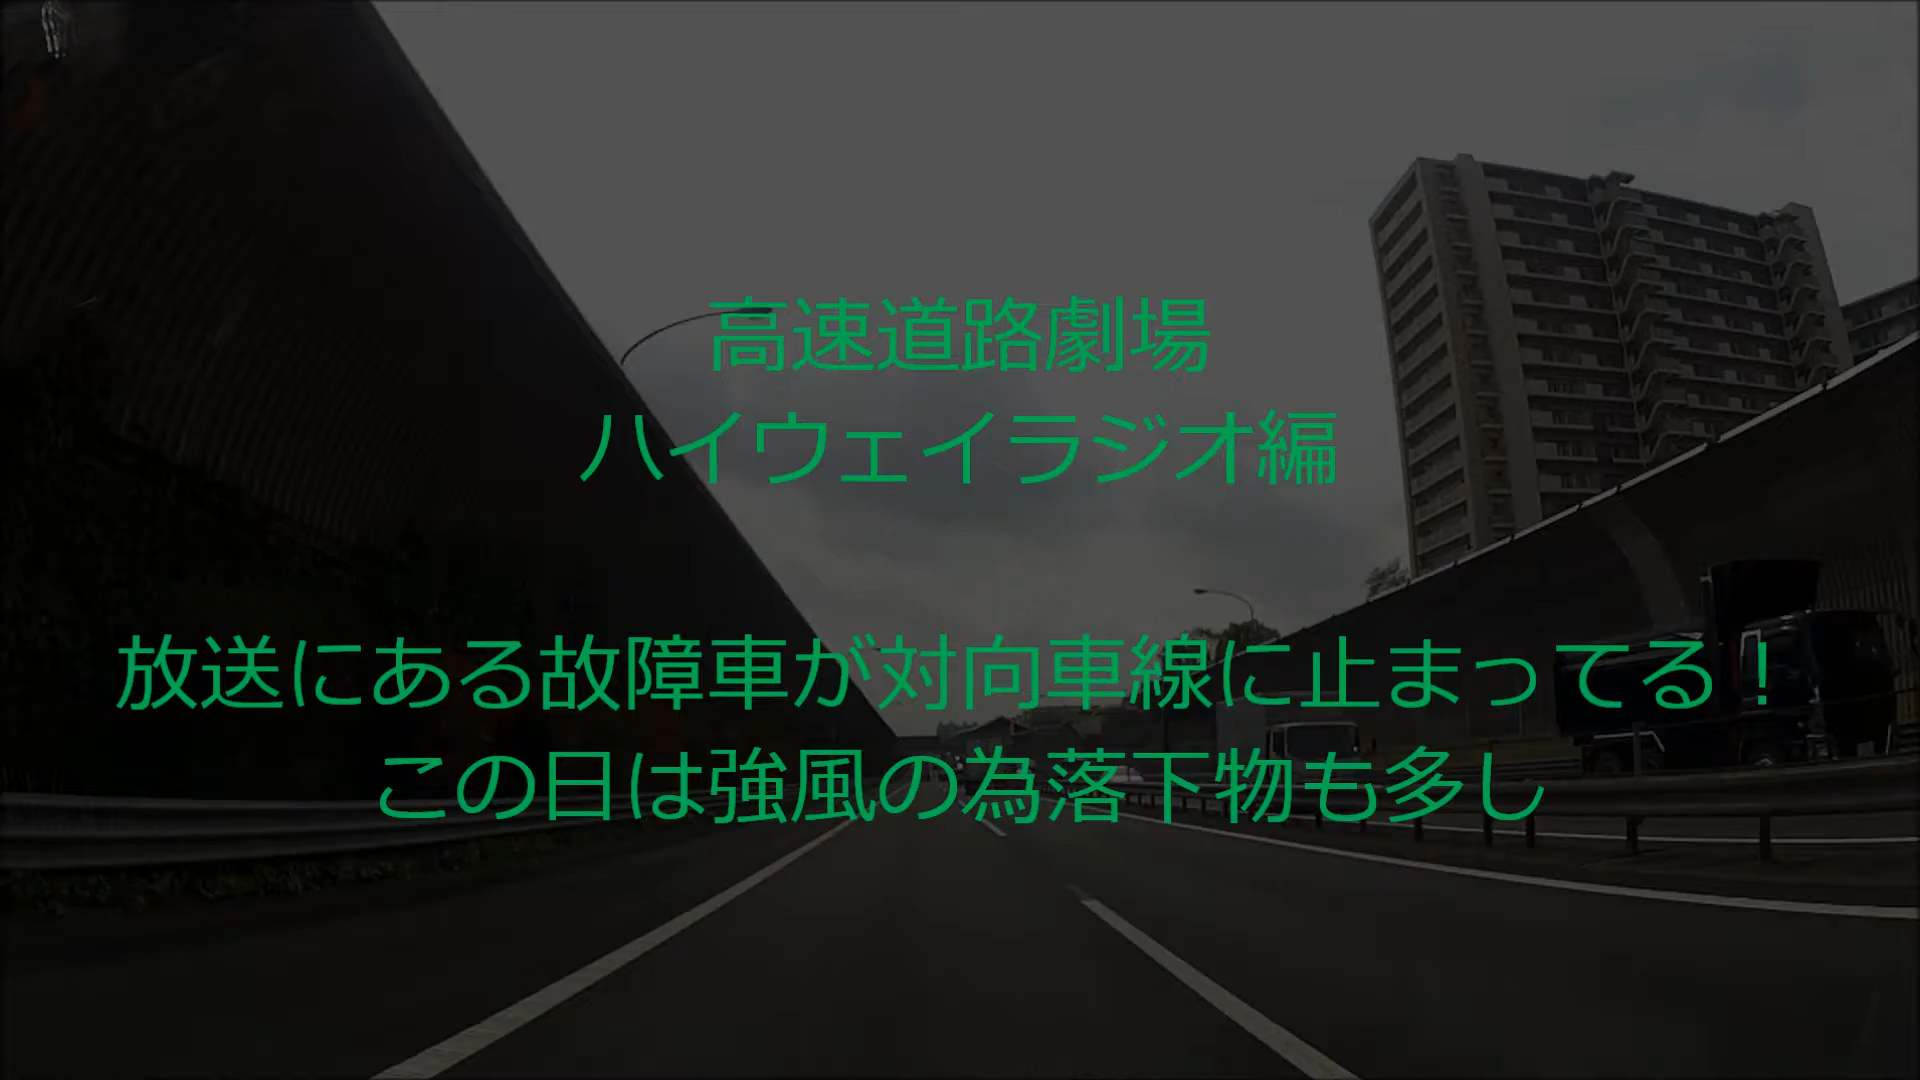 高速道路劇場
ハイウェイラジオ編
放送にある故障車が対向車線に止まってる！
この日は強風の為落下物も多し